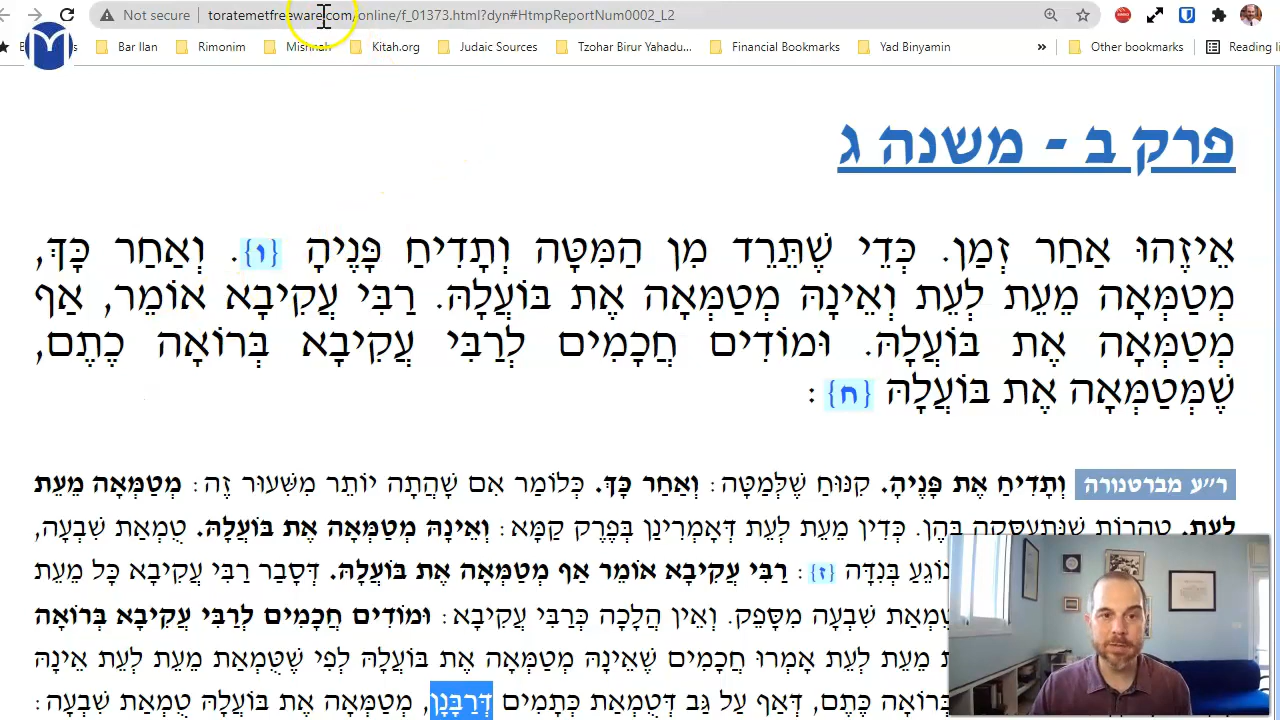 Not secure | toratemetfreeware.com/online/f_01373.html?dyn#HtmpReportNum0002_L2
Bar Ilan Rimonim Mishnah Kitah.org Judaic Sources Tzohar Birur Yahadu... Financial Bookmarks Yad Binyamin » Other bookmarks Reading
פרק ב - משנה ג
אֵיזֶהוּ אַחַר זְמַן. כְּדֵי שֶׁתֵּרֵד מִן הַמִּטָּה וְתָדִיחַ פָּנֶיהָ {ו}. וְאַחַר כָּךְ,
מְטַמְּאָה מֵעֵת לְעֵת וְאֵינָהּ מְטַמְּאָה אֶת בּוֹעֲלָהּ. רַבִּי עֲקִיבָא אוֹמֵר, אַף
מְטַמְּאָה אֶת בּוֹעֲלָהּ. וּמוֹדִים חֲכָמִים לְרַבִּי עֲקִיבָא בְּרוֹאָה כֶתֶם,
שֶׁמְּטַמְּאָה אֶת בּוֹעֲלָהּ {ח} :
ר״ע מברטנורה וְתָדִיחַ אֶת פָּנֶיהָ. קִנּוּחַ שֶׁלְּמַטָּה: וְאַחַר כָּךְ. כְּלוֹמַר אִם שָׁהֲתָה יוֹתֵר מִשִּׁעוּר זֶה: מְטַמְּאָה מֵעֵת
לְעֵת. טְהָרוֹת שֶׁנִּתְעַסְּקָה בָּהֶן. כְּדִין מֵעֵת לְעֵת דְּאָמְרִינַן בְּפֶרֶק קַמָּא: וְאֵינָהּ מְטַמְּאָה אֶת בּוֹעֲלָהּ. טֻמְאַת שִׁבְעָה,
נוֹגֵעַ בְּנִדָּה {ז}: רַבִּי עֲקִיבָא אוֹמֵר אַף מְטַמְּאָה אֶת בּוֹעֲלָהּ. דְּסָבַר רַבִּי עֲקִיבָא כָּל מֵעֵת
טֻמְאַת שִׁבְעָה מִסָּפֵק. וְאֵין הֲלָכָה כְּרַבִּי עֲקִיבָא: וּמוֹדִים חֲכָמִים לְרַבִּי עֲקִיבָא בְּרוֹאָה
מֵעֵת לְעֵת אָמְרוּ חֲכָמִים שֶׁאֵינָהּ מְטַמְּאָה אֶת בּוֹעֲלָהּ לְפִי שֶׁטֻּמְאַת מֵעֵת לְעֵת אֵינָהּ
בְּרוֹאָה כֶּתֶם, דְּאַף עַל גַּב דְּטֻמְאַת כְּתָמִים דְּרַבָּנָן, מְטַמְּאָה אֶת בּוֹעֲלָהּ טֻמְאַת שִׁבְעָה: